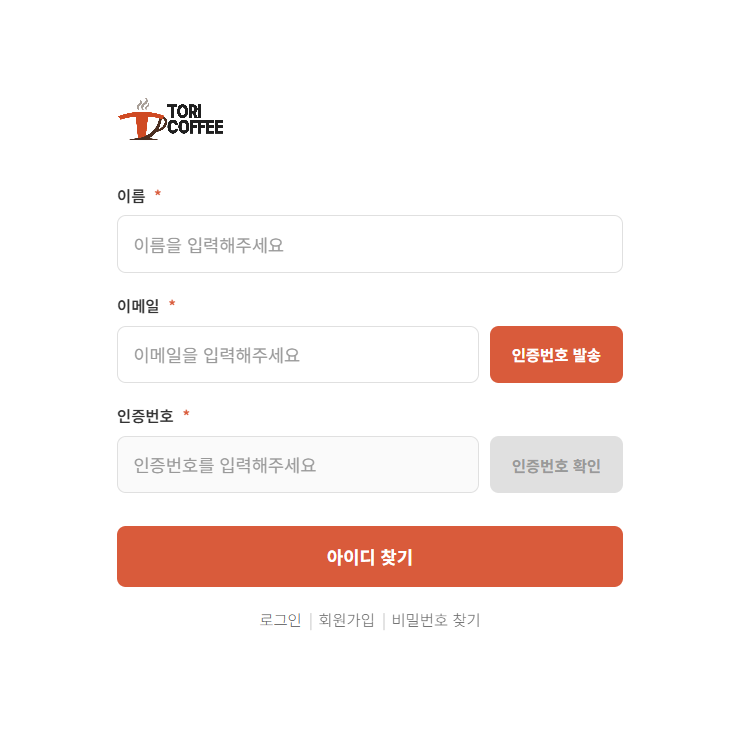 TORI
COFFEE
이름 *
이름을 입력해주세요
이메일 *
이메일을 입력해주세요
인증번호 발송
인증번호 *
인증번호를 입력해주세요
인증번호 확인
아이디 찾기
로그인 | 회원가입 | 비밀번호 찾기